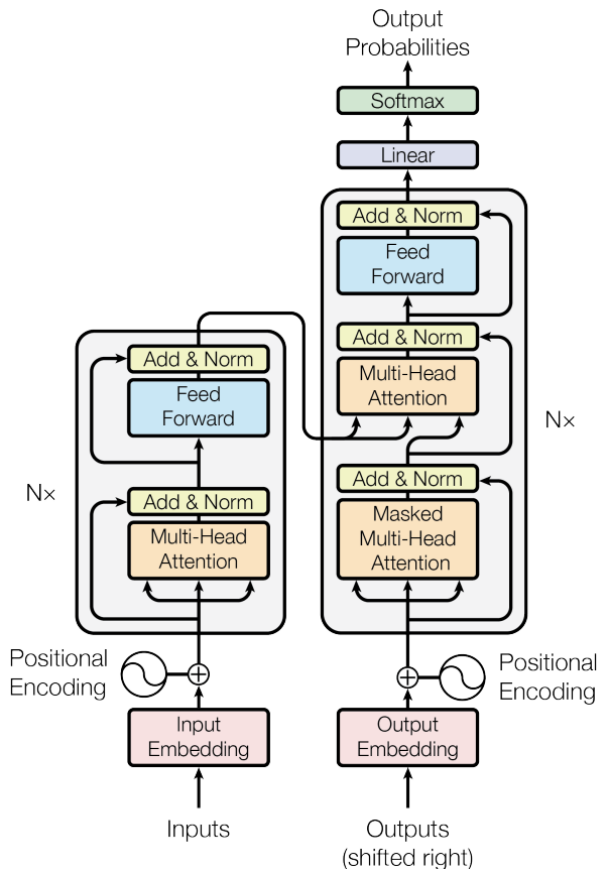 Output
Probabilities
Softmax
Linear
Add & Norm
Feed
Forward
Add & Norm
Multi-Head
Attention
Add & Norm
Masked
Multi-Head
Attention
N×
Add & Norm
Feed
Forward
Add & Norm
Multi-Head
Attention
N×
Positional
Encoding
Positional
Encoding
Input
Embedding
Output
Embedding
Inputs
Outputs
(shifted right)